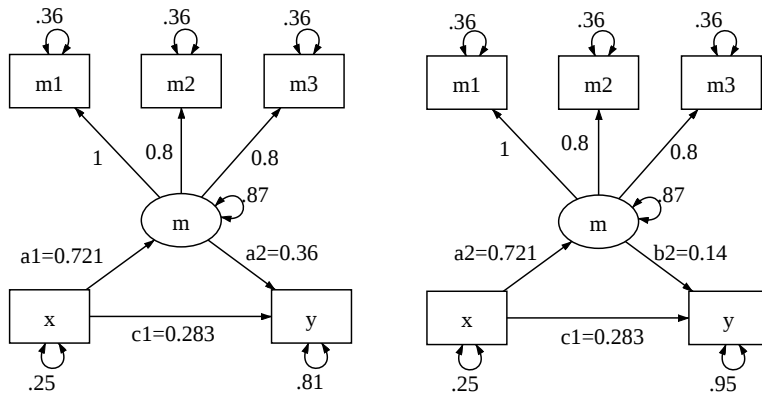 .36 .36 .36
m1 m2 m3
1 0.8 0.8
.87
m
a1=0.721 a2=0.36
x y
c1=0.283
.25 .81
.36 .36 .36
m1 m2 m3
1 0.8 0.8
.87
m
a2=0.721 b2=0.14
x y
c1=0.283
.25 .95